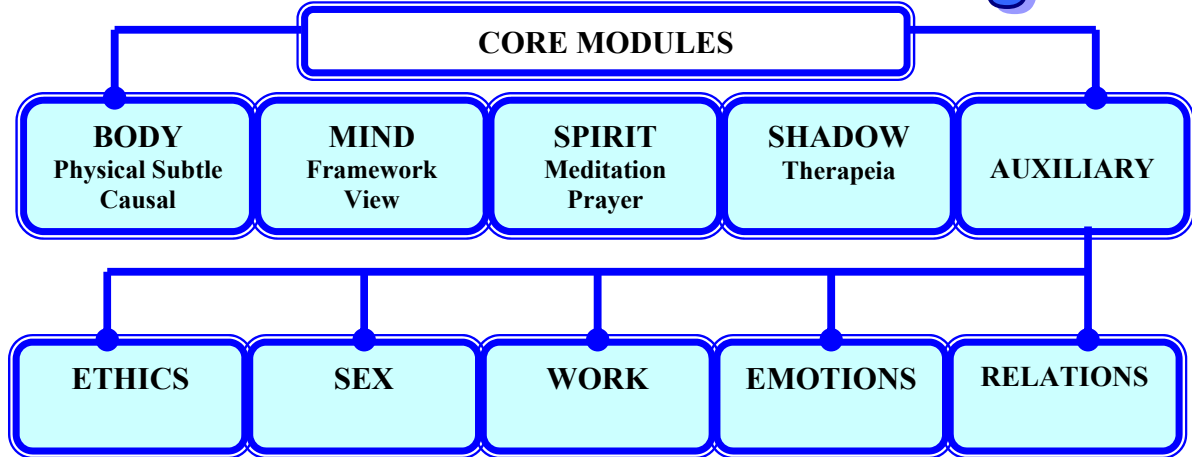 CORE MODULES
BODY
Physical Subtle
Causal
MIND
Framework
View
SPIRIT
Meditation
Prayer
SHADOW
Therapeia
AUXILIARY
ETHICS
SEX
WORK
EMOTIONS
RELATIONS